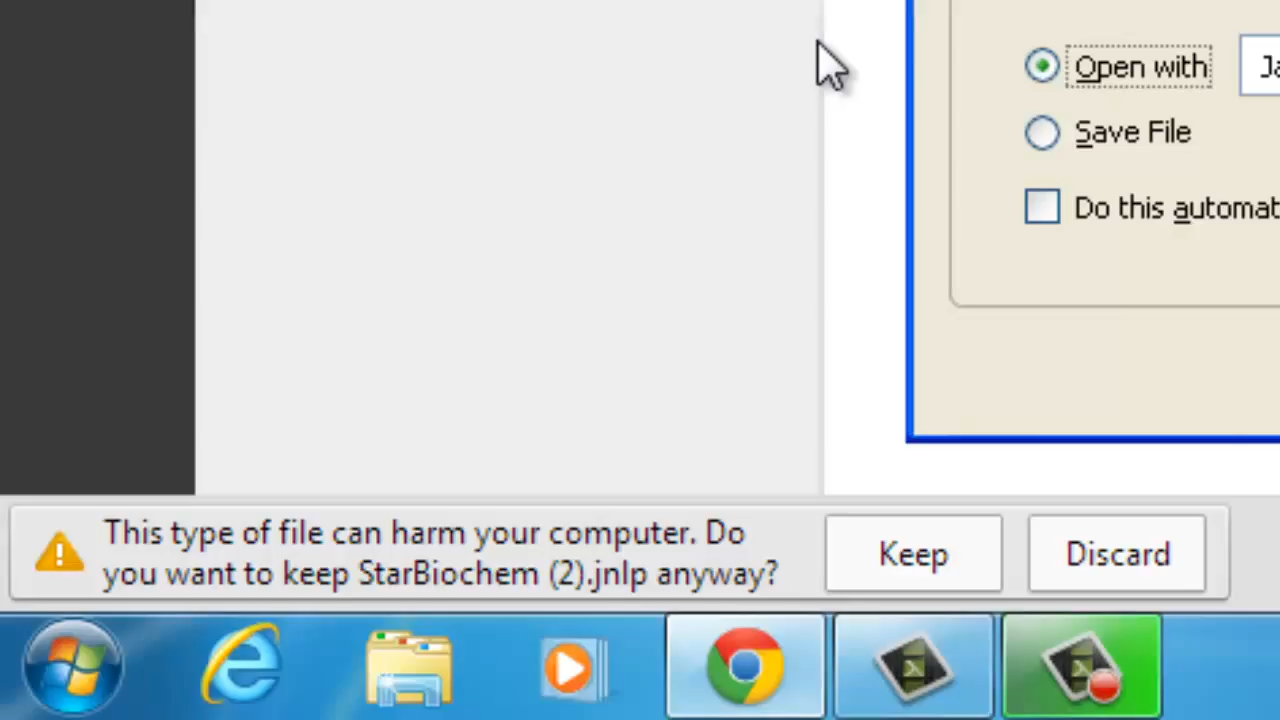 Open with
Save File
Do this
This type of file can harm your computer. Do
you want to keep StarBiochem (2).jnlp anyway?
Keep
Discard